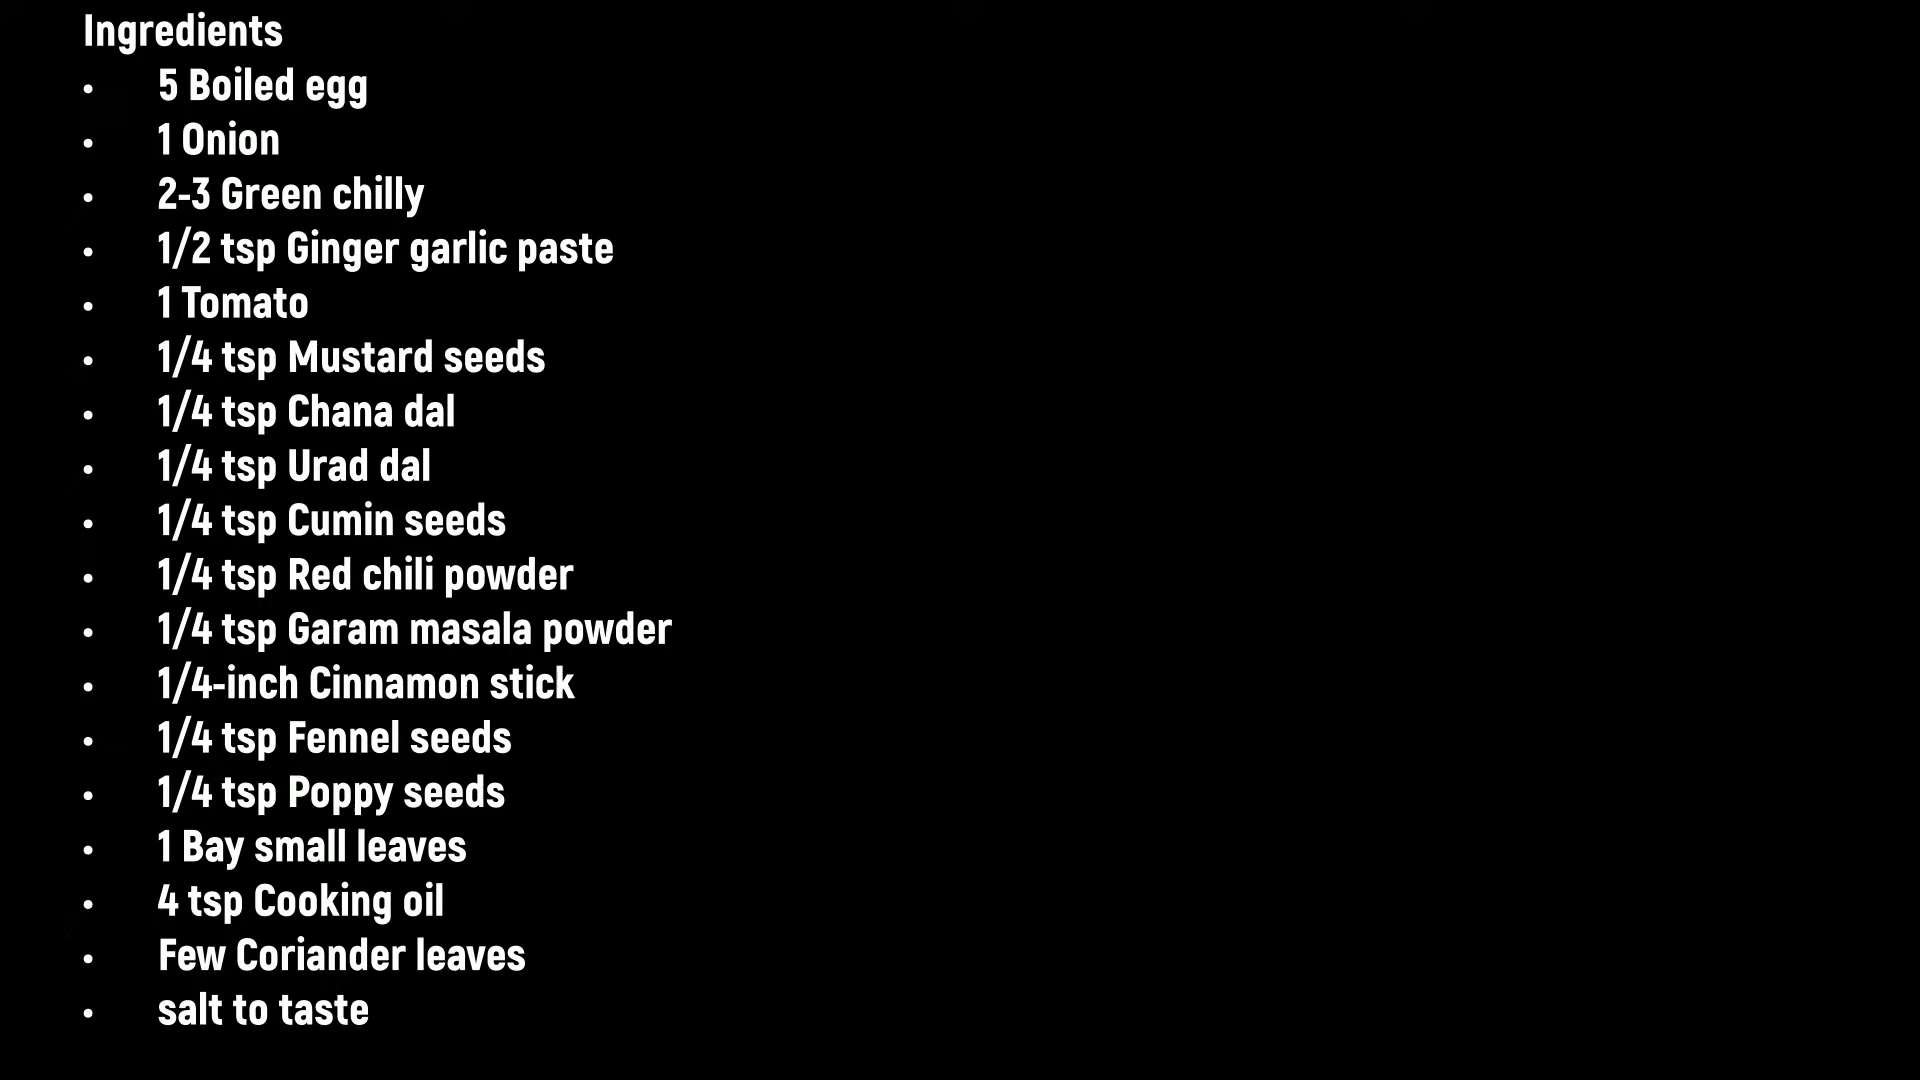 Ingredients
• 5 Boiled egg
• 1 Onion
• 2-3 Green chilly
• 1/2 tsp Ginger garlic paste
• 1 Tomato
• 1/4 tsp Mustard seeds
• 1/4 tsp Chana dal
• 1/4 tsp Urad dal
• 1/4 tsp Cumin seeds
• 1/4 tsp Red chili powder
• 1/4 tsp Garam masala powder
• 1/4-inch Cinnamon stick
• 1/4 tsp Fennel seeds
• 1/4 tsp Poppy seeds
• 1 Bay small leaves
• 4 tsp Cooking oil
• Few Coriander leaves
• salt to taste